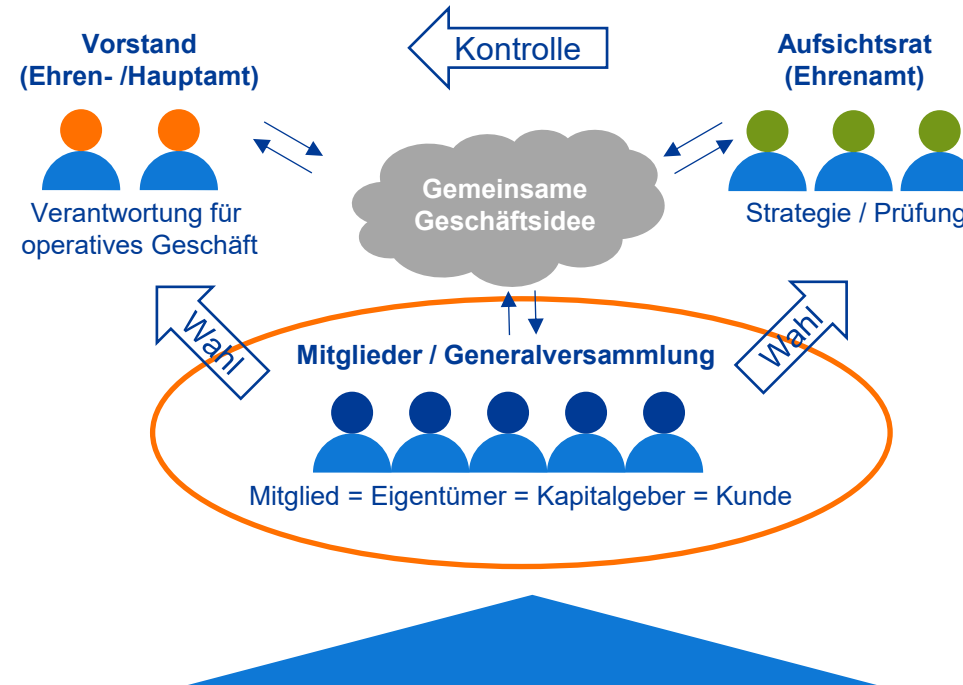 Vorstand
(Ehren- /Hauptamt)
Kontrolle
Aufsichtsrat
(Ehrenamt)
Gemeinsame
Geschäftsidee
Verantwortung für
operatives Geschäft
Strategie / Prüfung
Wahl
Wahl
Mitglieder / Generalversammlung
Mitglied = Eigentümer = Kapitalgeber = Kunde